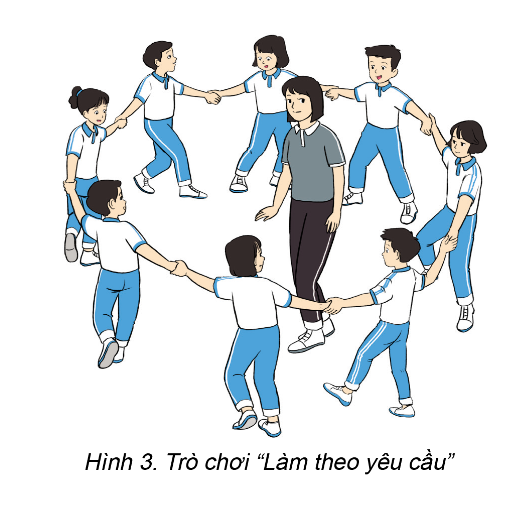 Hình 3. Trò chơi “Làm theo yêu cầu”